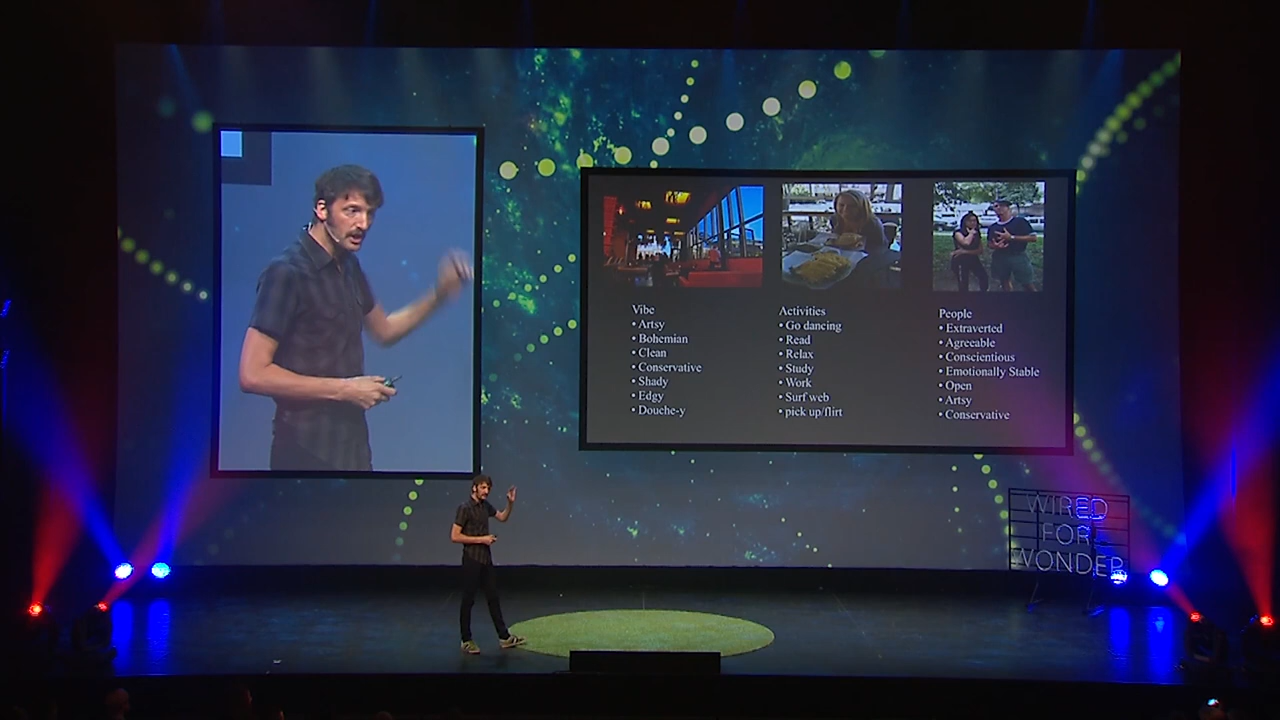 Vibe
• Artsy
• Bohemian
• Clean
• Conservative
• Shady
• Edgy
• Douche-y
Activities
• Go dancing
• Read
• Relax
• Study
• Work
• Surf web
• pick up/flirt
People
• Extraverted
• Agreeable
• Conscientious
• Emotionally Stable
• Open
• Artsy
• Conservative
WIRED
FOR
WONDER